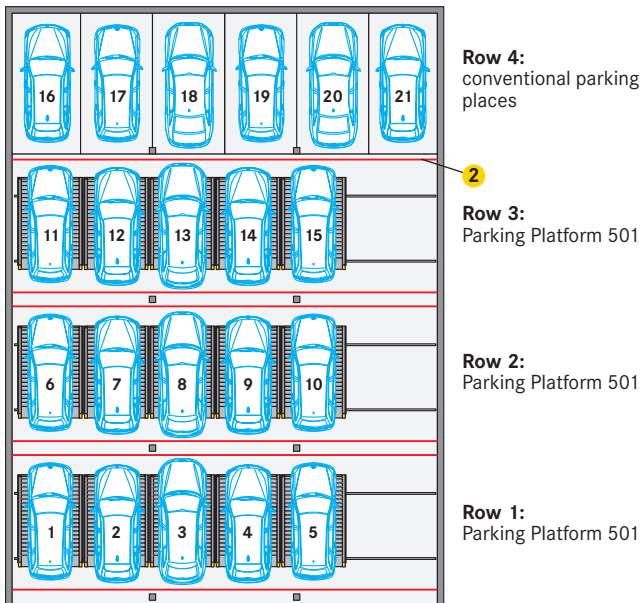 16 17 18 19 20 21
Row 4:
conventional parking
places
2
11 12 13 14 15
Row 3:
Parking Platform 501
6 7 8 9 10
Row 2:
Parking Platform 501
1 2 3 4 5
Row 1:
Parking Platform 501